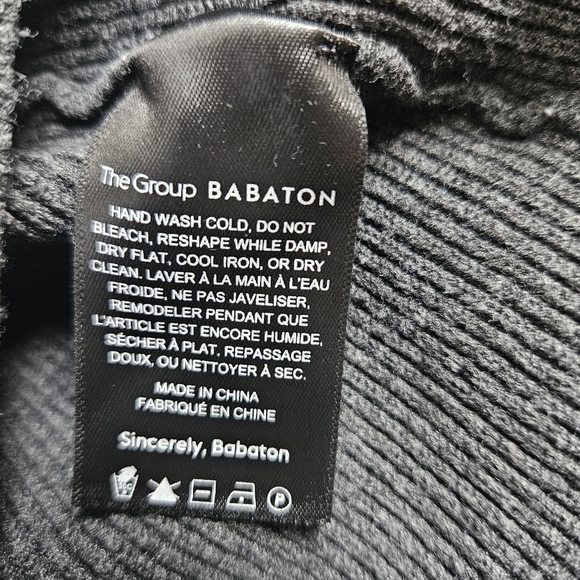 The Group BABATON
HAND WASH COLD, DO NOT
BLEACH, RESHAPE WHILE DAMP,
DRY FLAT, COOL IRON, OR DRY
CLEAN. LAVER À LA MAIN À L'EAU
FROIDE, NE PAS JAVELISER,
REMODELER PENDANT QUE
L'ARTICLE EST ENCORE HUMIDE,
SÉCHER À PLAT, REPASSAGE
DOUX, OU NETTOYER À SEC.
MADE IN CHINA
FABRIQUÉ EN CHINE
Sincerely, Babaton
P